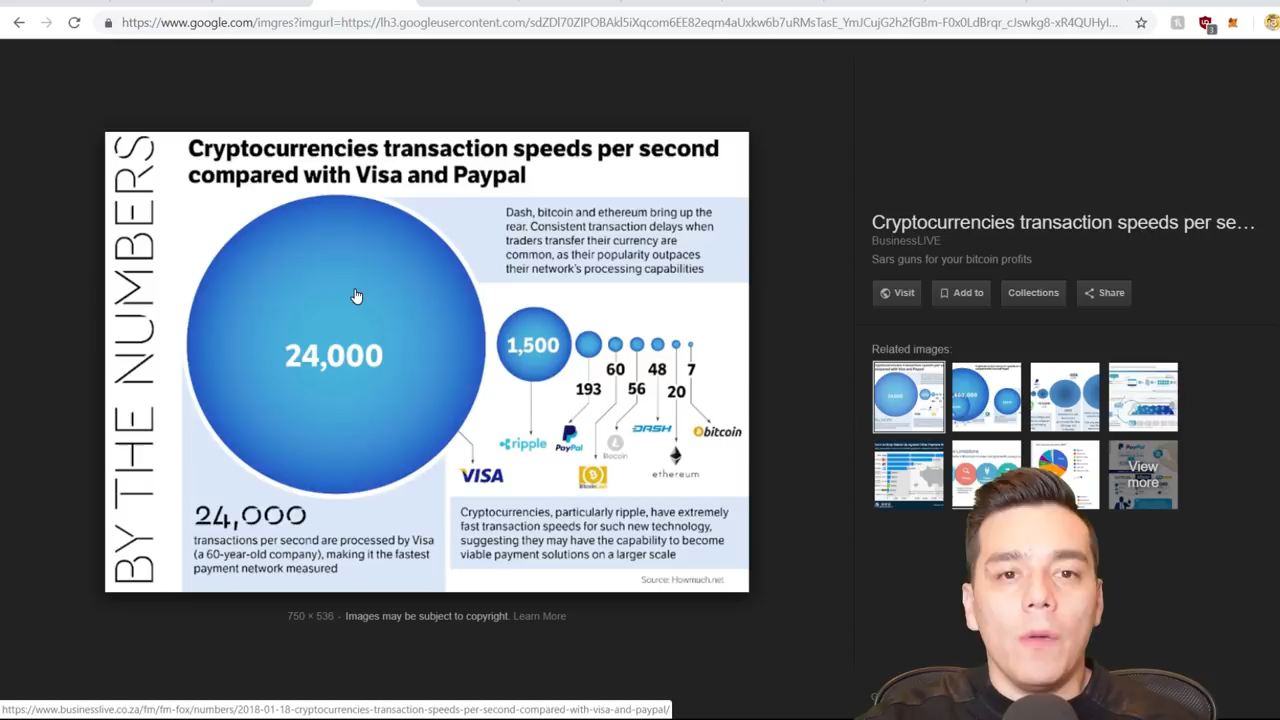 https://www.google.com/imgres?imgurl=https://lh3.googleusercontent.com/sdZDl70ZIPOBAkl5iXqcom6EE82eqm4aUxkw6b7uRMsTasE_YmJCujG2h2fGBm-F0x0LdBrqr_cJswkg8-xR4QUHyl...
3
BY THE NUMBERS
Cryptocurrencies transaction speeds per second
compared with Visa and Paypal
Dash, bitcoin and ethereum bring up the
rear. Consistent transaction delays when
traders transfer their currency are
common, as their popularity outpaces
their network's processing capabilities
24,000
1,500
193
60
56
48
20
7
VISA
ripple
PayPal
Litecoin
DASH
ethereum
bitcoin
24,000
transactions per second are processed by Visa
(a 60-year-old company), making it the fastest
payment network measured
Cryptocurrencies, particularly ripple, have extremely
fast transaction speeds for such new technology,
suggesting they may have the capability to become
viable payment solutions on a larger scale
Source: Howmuch.net
750 × 536 - Images may be subject to copyright. Learn More
Cryptocurrencies transaction speeds per se...
BusinessLIVE
Sars guns for your bitcoin profits
Visit
Add to
Collections
Share
Related images:
PayPal
View
more
https://www.businesslive.co.za/fm/fm-fox/numbers/2018-01-18-cryptocurrencies-transaction-speeds-per-second-compared-with-visa-and-paypal/